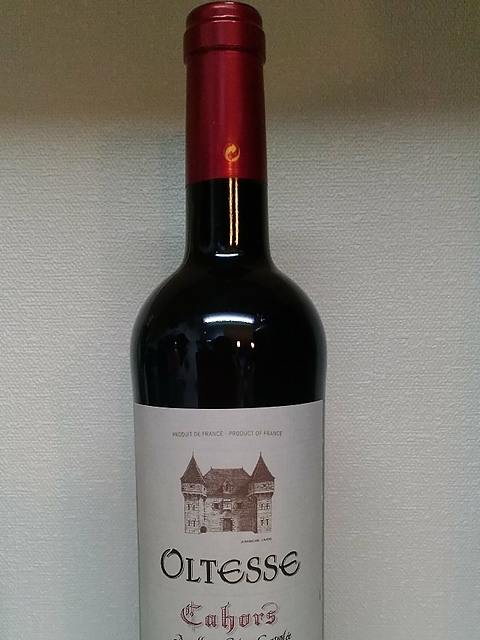 PRODUIT DE FRANCE - PRODUCT OF FRANCE
OLTESSE
Cahors